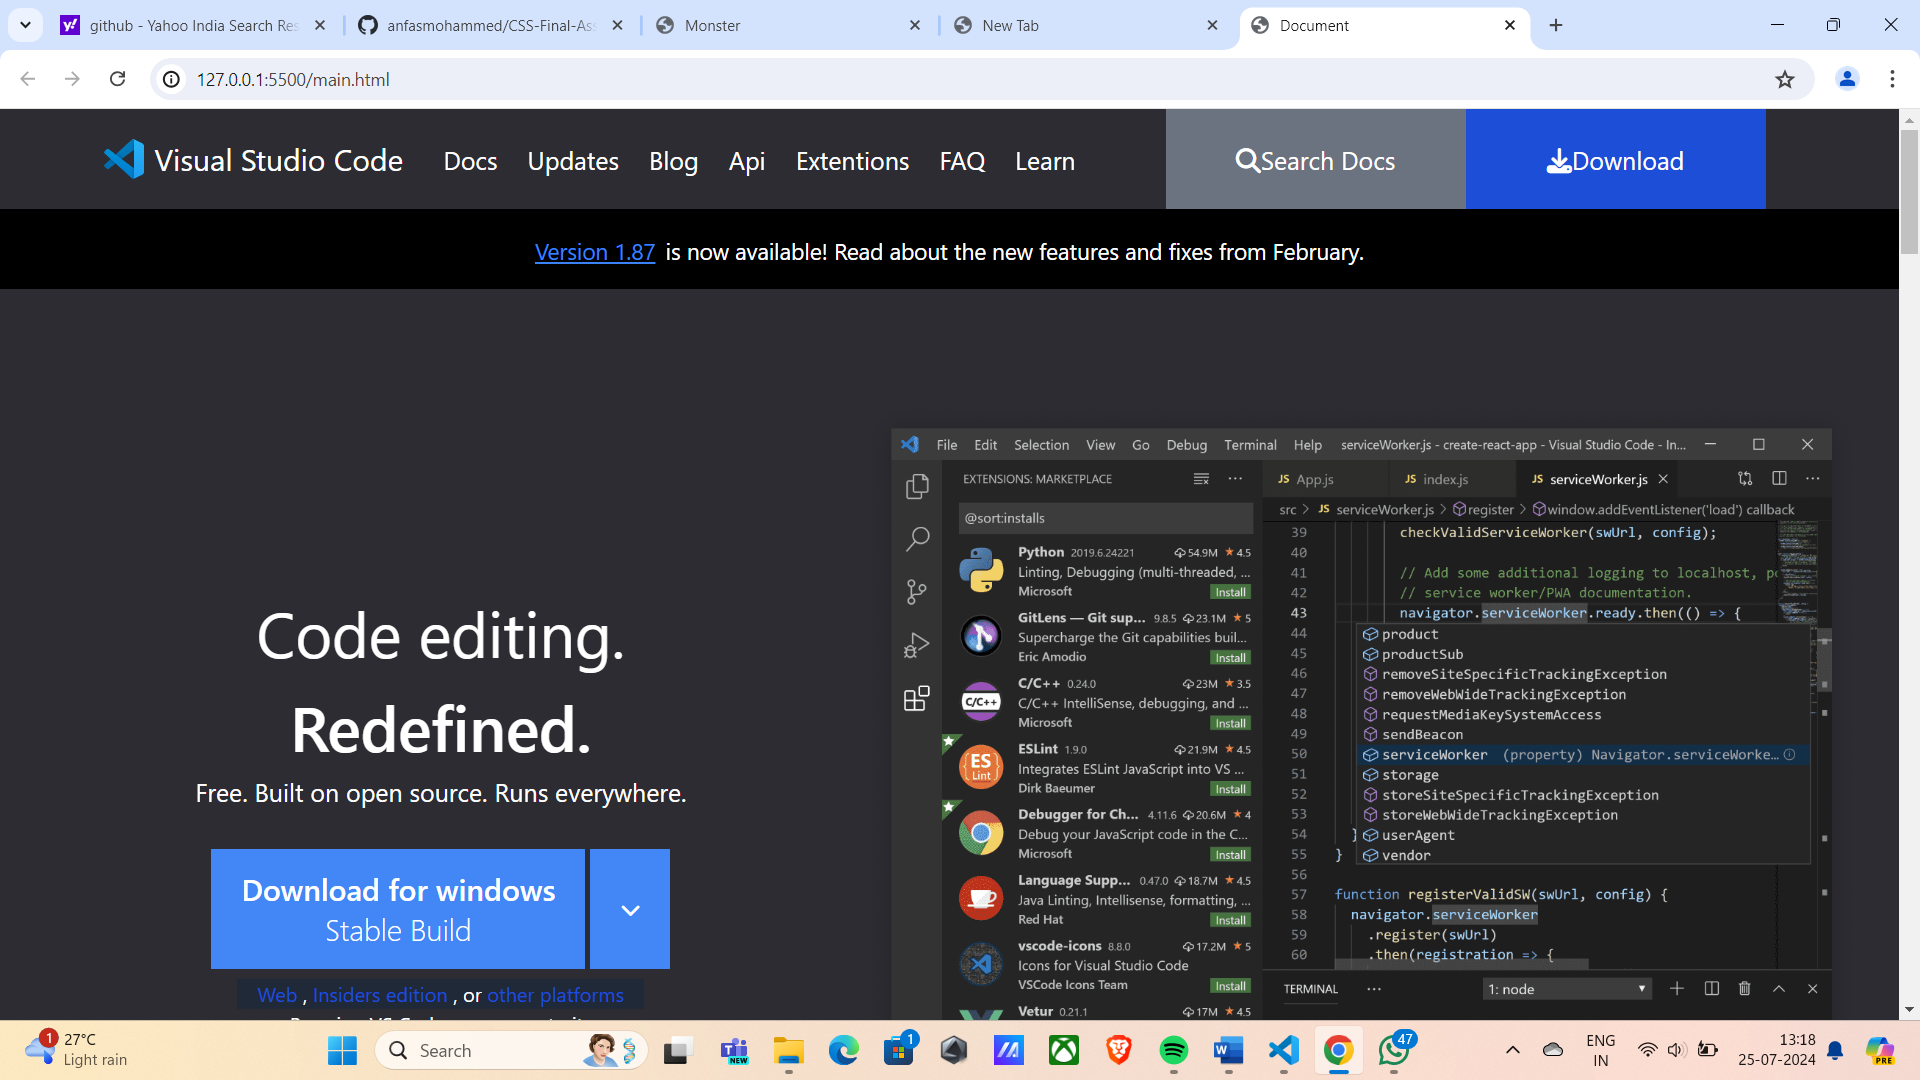 github - Yahoo India Search Res
anfasmohammed/CSS-Final-Ass
Monster
New Tab
Document
127.0.0.1:5500/main.html
Visual Studio Code
Docs
Updates
Blog
Api
Extentions
FAQ
Learn
Search Docs
Download
Version 1.87 is now available! Read about the new features and fixes from February.
Code editing.
Redefined.
Free. Built on open source. Runs everywhere.
Download for windows
Stable Build
Web , Insiders edition , or other platforms
File Edit Selection View Go Debug Terminal Help serviceWorker.js - create-react-app - Visual Studio Code - In...
EXTENSIONS: MARKETPLACE
@sort:installs
Python 2019.6.24221 54.9M 4.5
Linting, Debugging (multi-threaded, ...
Microsoft Install
GitLens — Git sup... 9.8.5 23.1M 5
Supercharge the Git capabilities buil...
Eric Amodio Install
C/C++ 0.24.0 23M 3.5
C/C++ IntelliSense, debugging, and ...
Microsoft Install
ESLint 1.9.0 21.9M 4.5
Integrates ESLint JavaScript into VS ...
Dirk Baeumer Install
Debugger for Ch... 4.11.6 20.6M 4
Debug your JavaScript code in the C...
Microsoft Install
Language Supp... 0.47.0 18.7M 4.5
Java Linting, Intellisense, formatting, ...
Red Hat Install
vscode-icons 8.8.0 17.2M 5
Icons for Visual Studio Code
VSCode Icons Team Install
Vetur 0.21.1 17M 4.5
JS App.js JS index.js JS serviceWorker.js
src > JS serviceWorker.js > register > window.addEventListener('load') callback
39 checkValidServiceWorker(swUrl, config);
40
41 // Add some additional logging to localhost, po
42 // service worker/PWA documentation.
43 navigator.serviceWorker.ready.then(() => {
44 product
45 productSub
46 removeSiteSpecificTrackingException
47 removeWebWideTrackingException
48 requestMediaKeySystemAccess
49 sendBeacon
50 serviceWorker (property) Navigator.serviceWorke...
51 storage
52 storeSiteSpecificTrackingException
53 storeWebWideTrackingException
54 } userAgent
55 } vendor
56
57 function registerValidSW(swUrl, config) {
58 navigator.serviceWorker
59 .register(swUrl)
60 .then(registration => {
TERMINAL ... 1: node
1
27°C
Light rain
Search
NEW
1
47
ENG
IN
13:18
25-07-2024
PRE